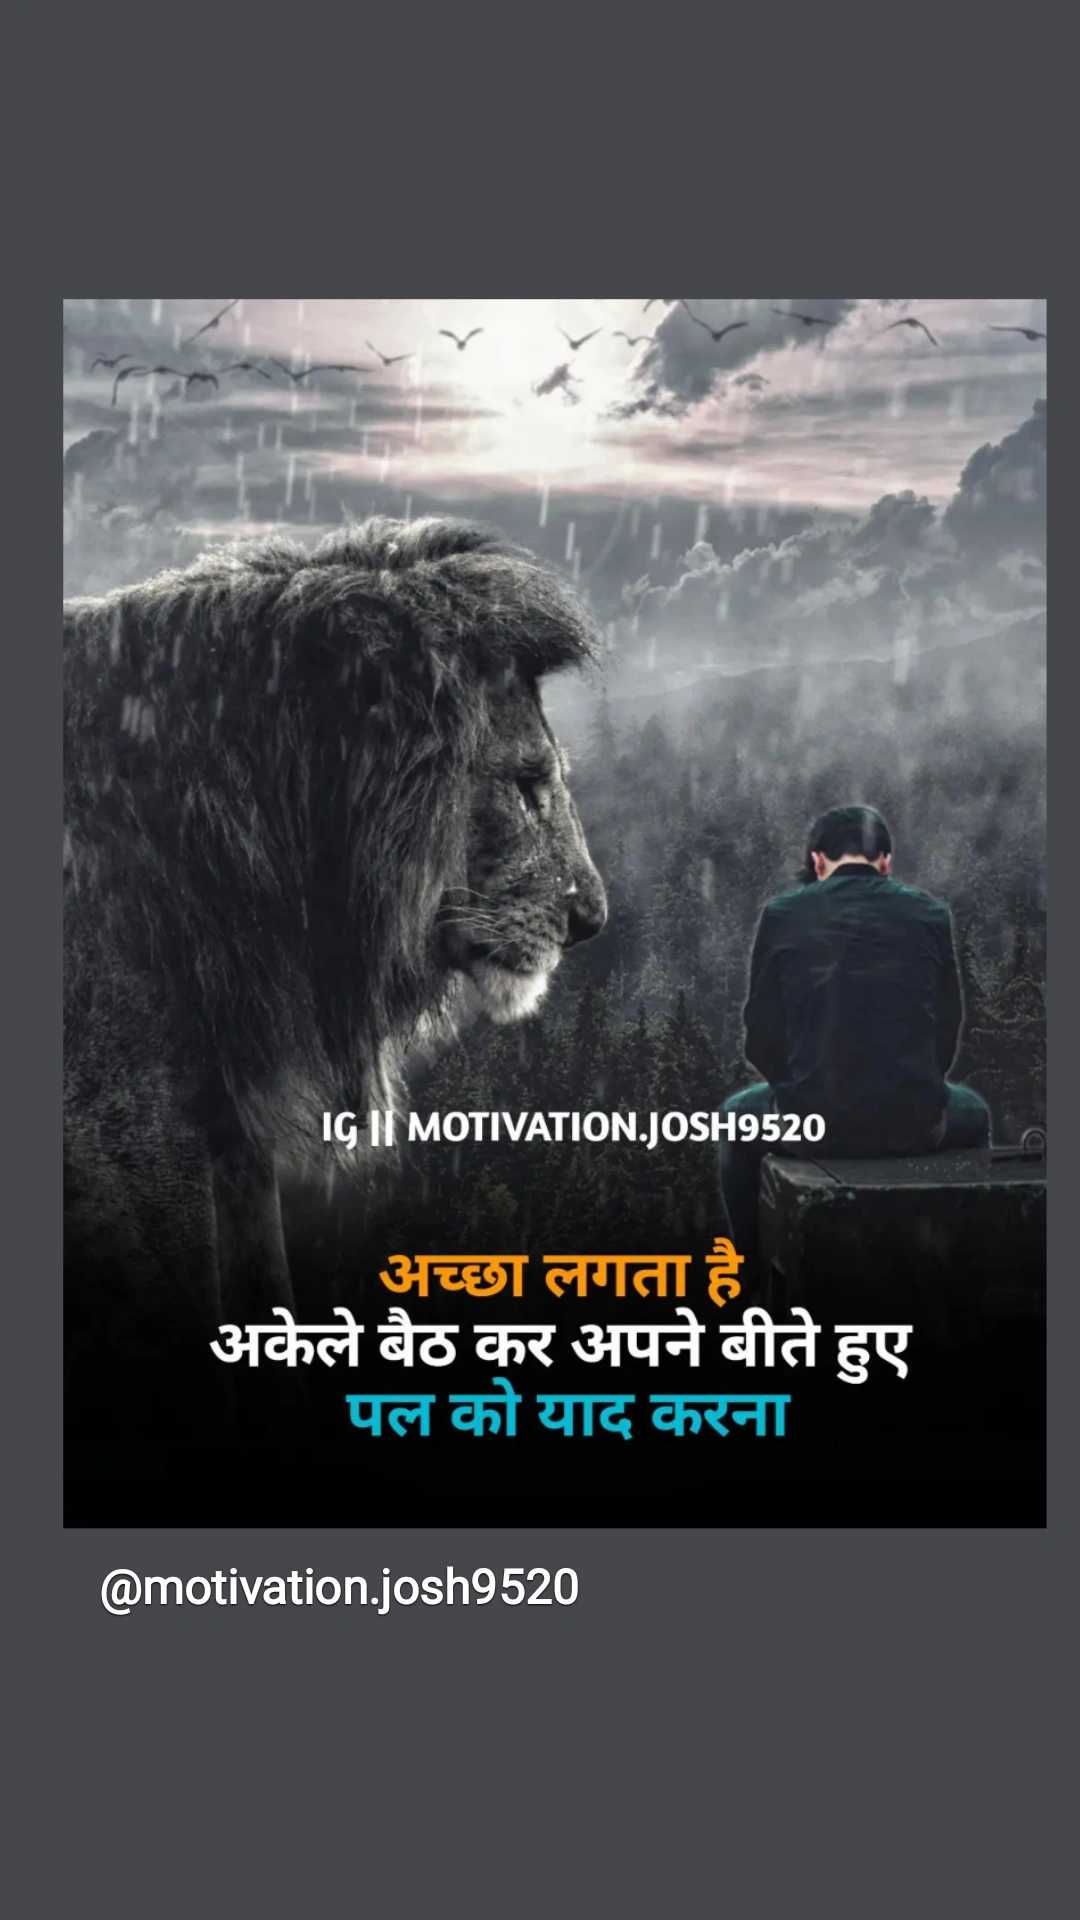 IG || MOTIVATION.JOSH9520
अच्छा लगता है
अकेले बैठ कर अपने बीते हुए
पल को याद करना
@motivation.josh9520